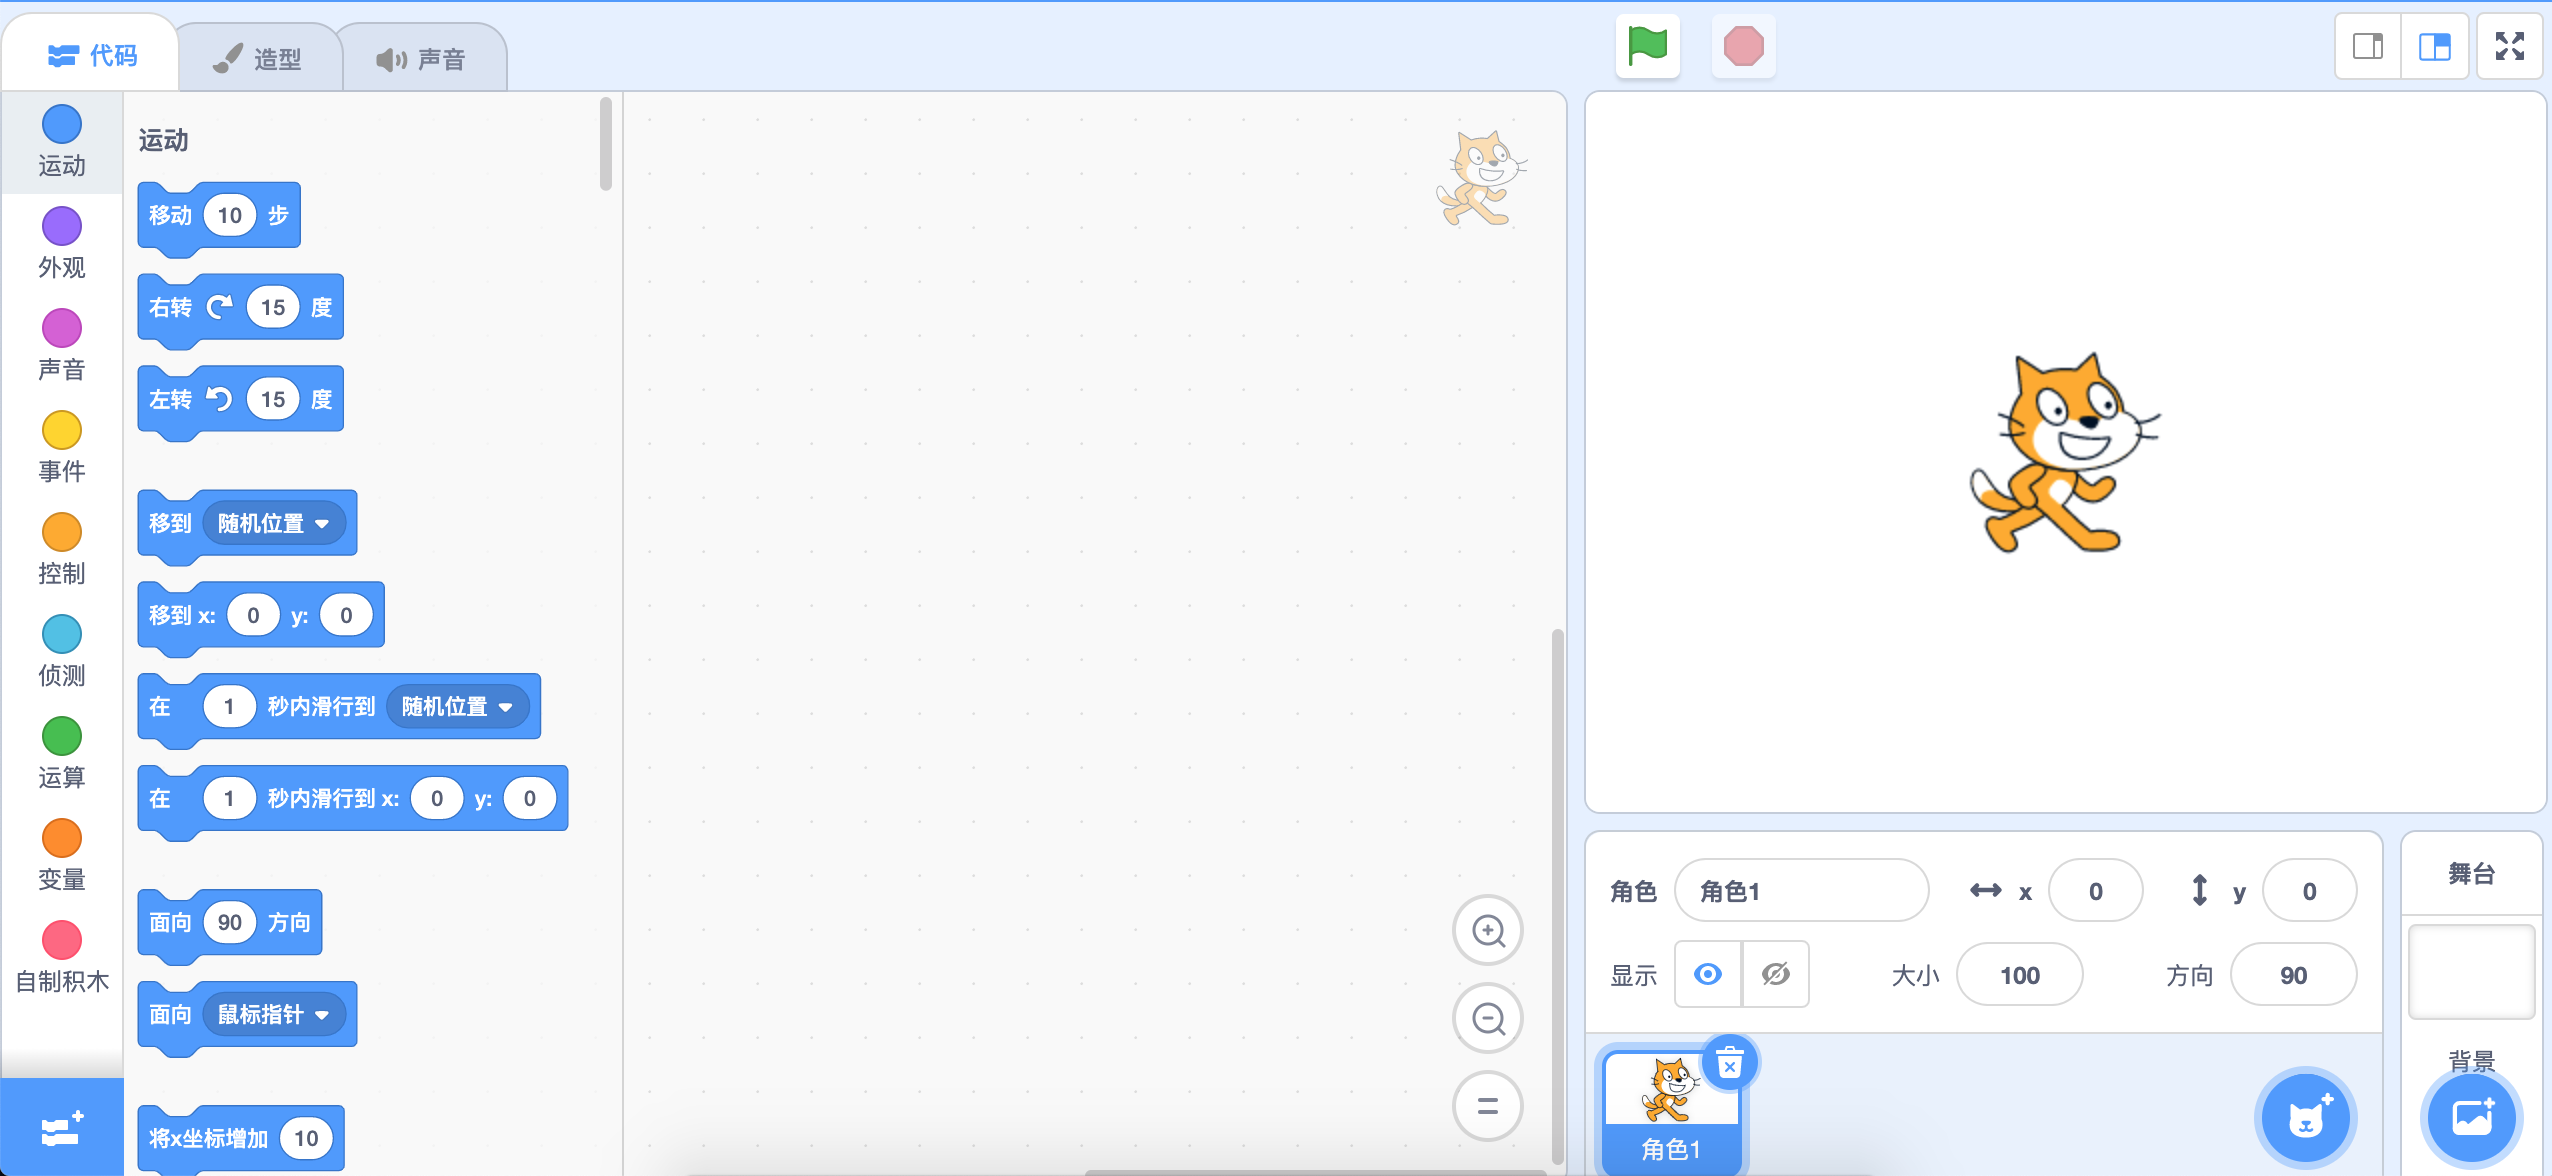 代码 造型 声音
运动
外观
声音
事件
控制
侦测
运算
变量
自制积木
运动
移动 10 步
右转 15 度
左转 15 度
移到 随机位置
移到 x: 0 y: 0
在 1 秒内滑行到 随机位置
在 1 秒内滑行到 x: 0 y: 0
面向 90 方向
面向 鼠标指针
将x坐标增加 10
角色 角色1 x 0 y 0
显示 大小 100 方向 90
角色1
舞台
背景